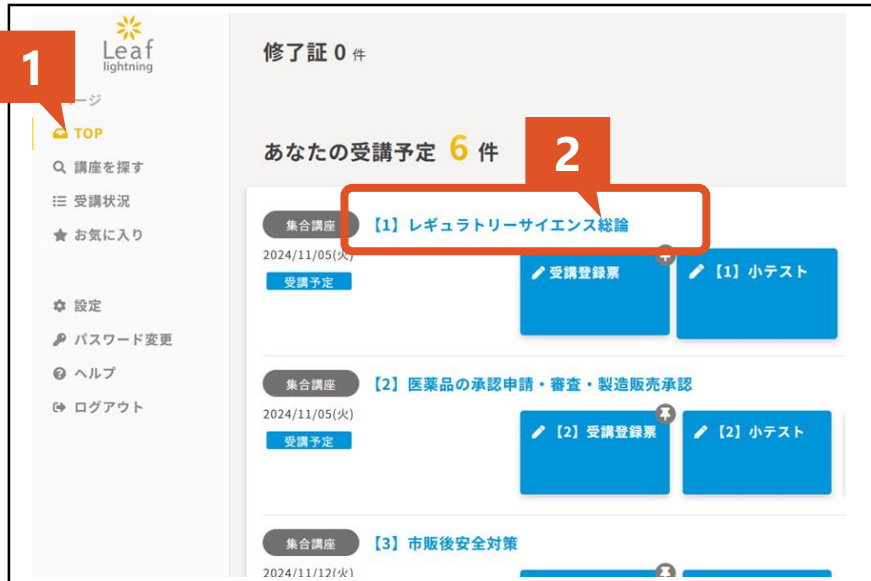 Leaf
lightning
1
ージ
TOP
講座を探す
受講状況
お気に入り
設定
パスワード変更
ヘルプ
ログアウト
修了証 0 件
あなたの受講予定 6 件
2
集合講座 【1】レギュラトリーサイエンス総論
2024/11/05(火)
受講予定
受講登録票
【1】小テスト
集合講座 【2】医薬品の承認申請・審査・製造販売承認
2024/11/05(火)
受講予定
【2】受講登録票
【2】小テスト
集合講座 【3】市販後安全対策
2024/11/12(火)